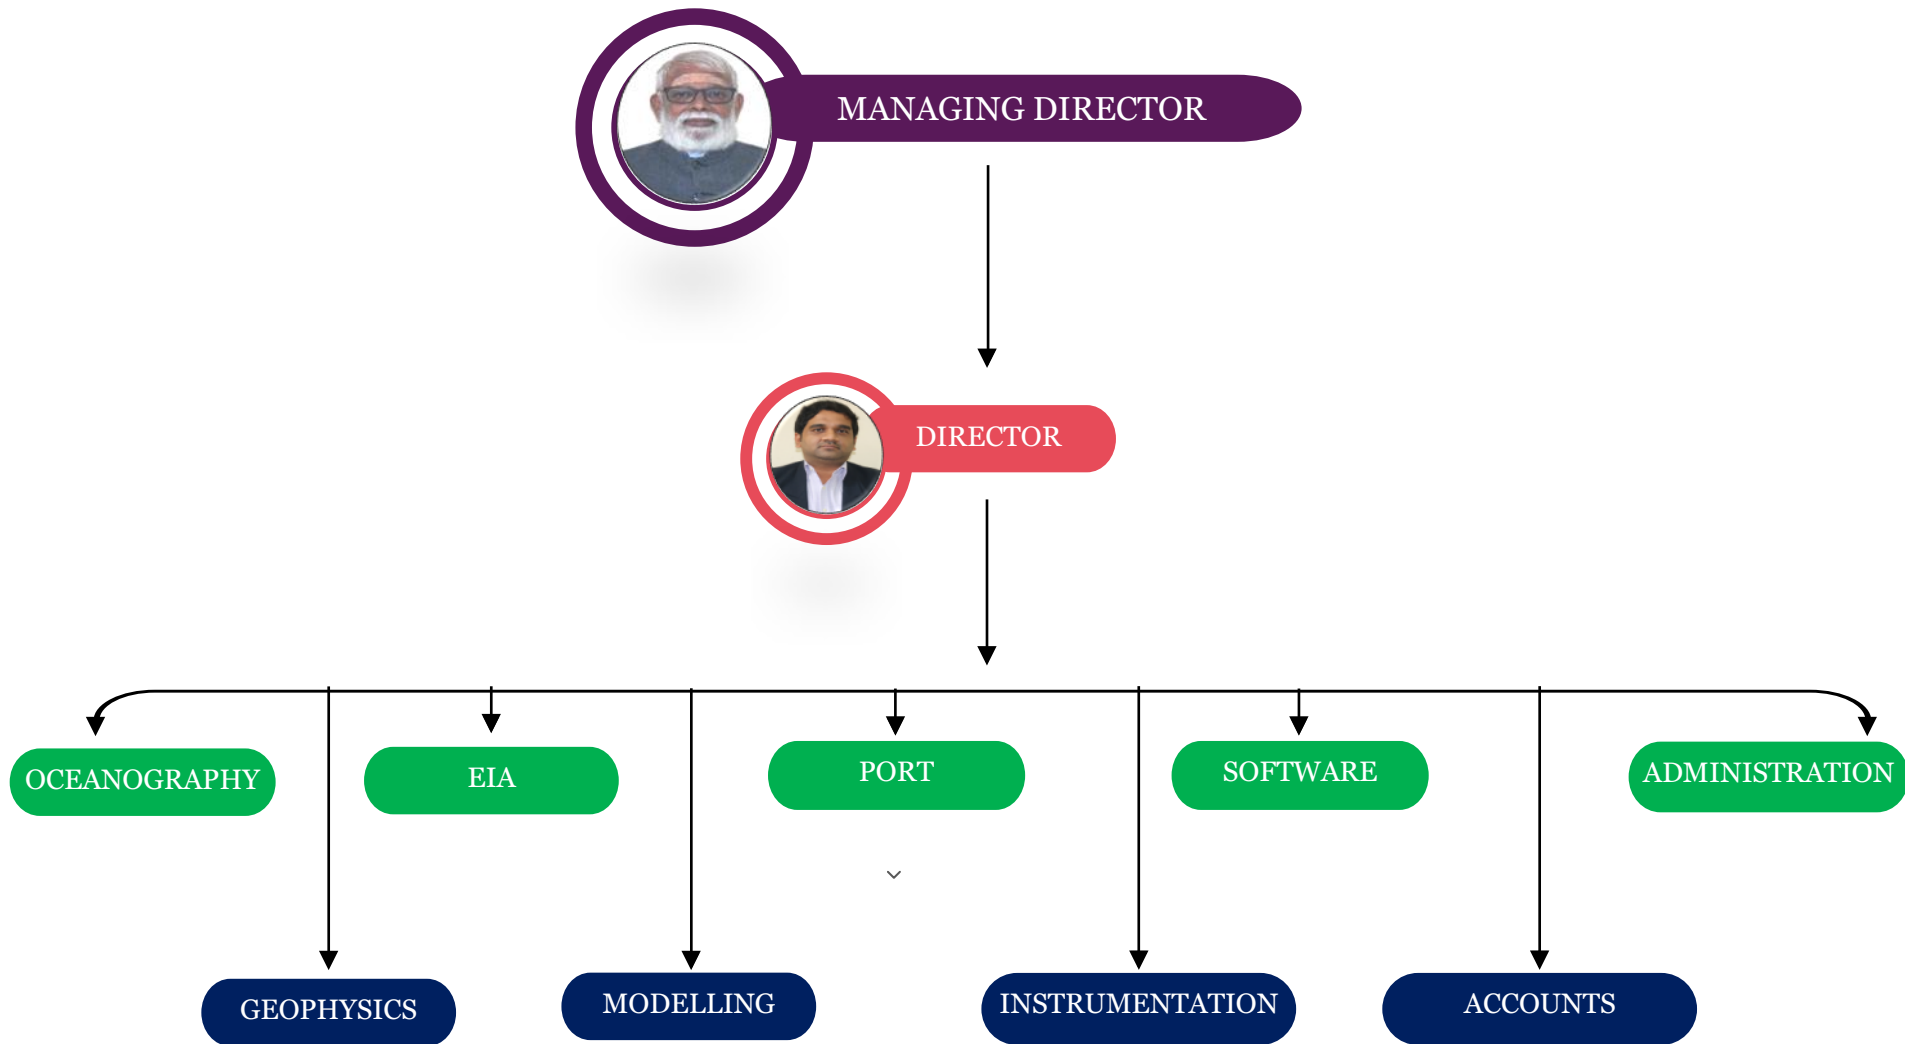 MANAGING DIRECTOR
DIRECTOR
OCEANOGRAPHY
EIA
PORT
SOFTWARE
ADMINISTRATION
GEOPHYSICS
MODELLING
INSTRUMENTATION
ACCOUNTS